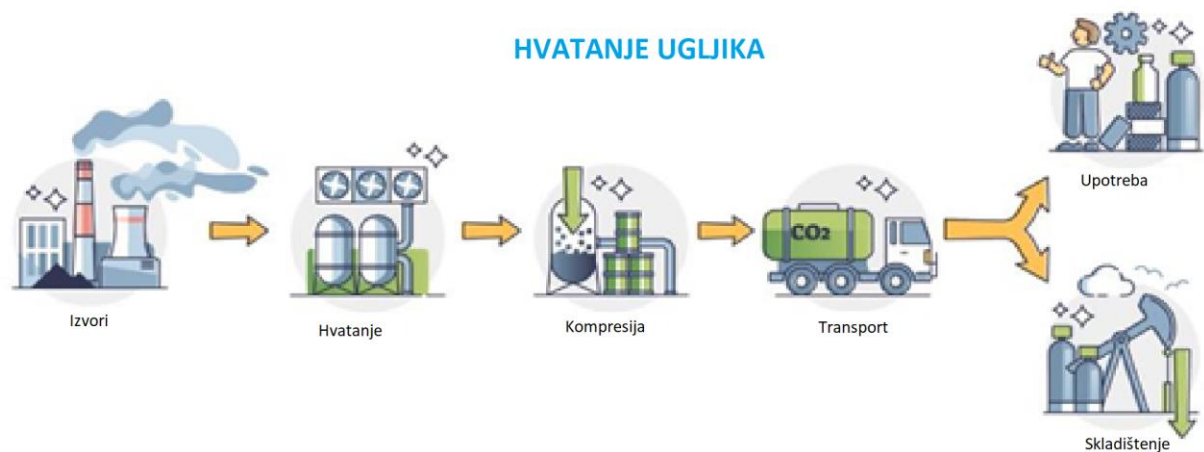 HVATANJE UGLJIKA
Izvori
Hvatanje
Kompresija
CO₂
Transport
Upotreba
Skladištenje